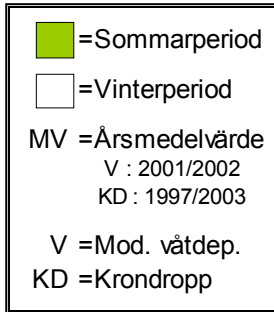 =Sommarperiod
=Vinterperiod
MV =Årsmedelvärde
V : 2001/2002
KD : 1997/2003
V =Mod. våtdep.
KD =Krondropp